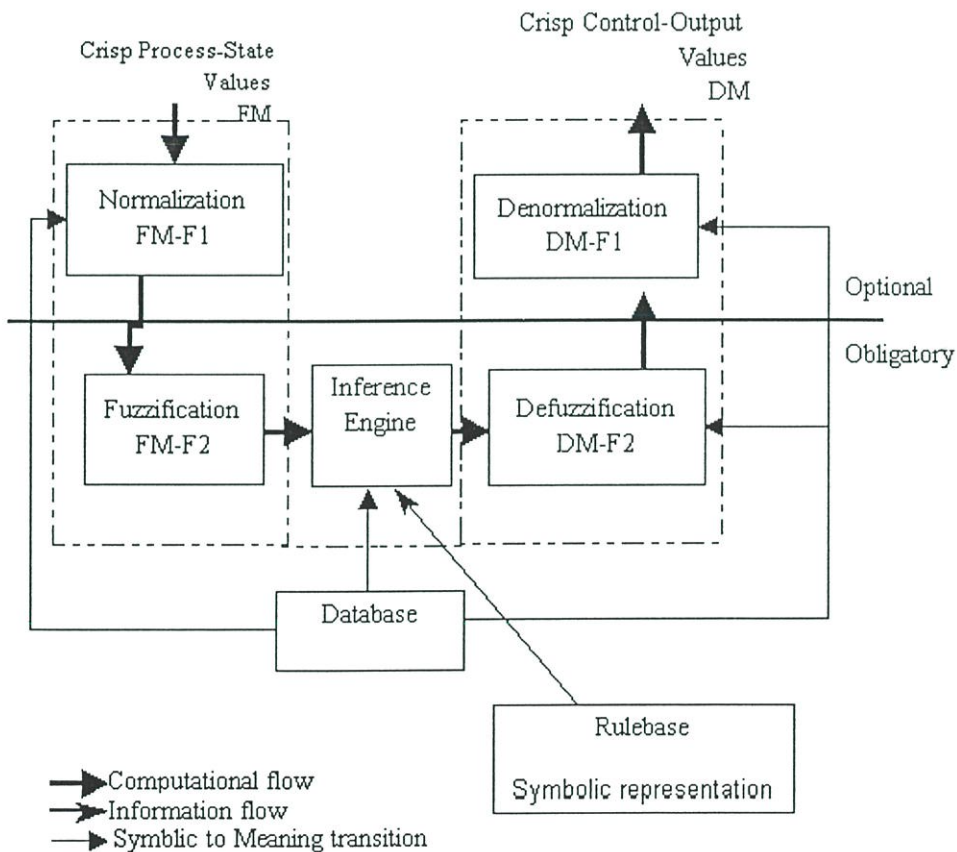 Crisp Process-State
Values
FM
Crisp Control-Output
Values
DM
Normalization
FM-F1
Denormalization
DM-F1
Optional
Obligatory
Fuzzification
FM-F2
Inference
Engine
Defuzzification
DM-F2
Database
Rulebase
Symbolic representation
Computational flow
Information flow
Symblic to Meaning transition